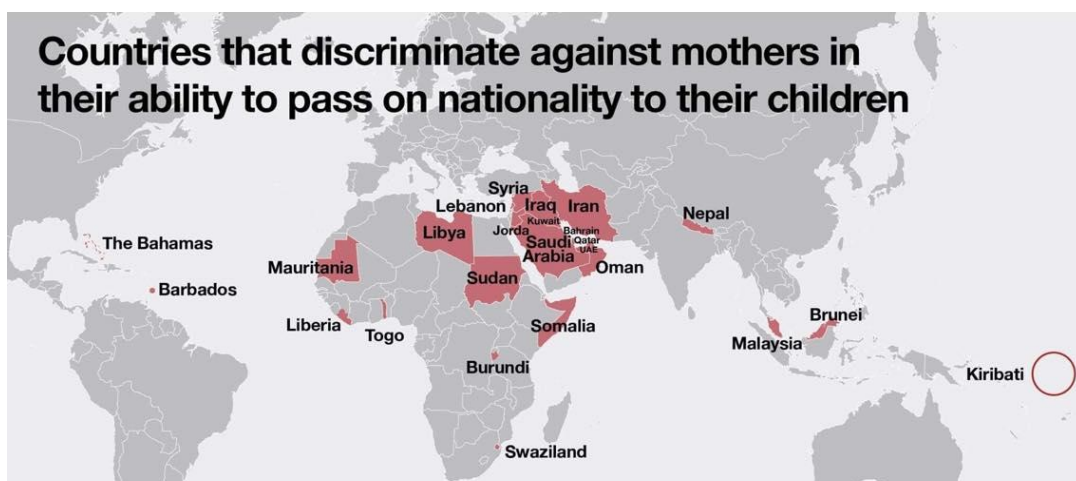 Countries that discriminate against mothers in
their ability to pass on nationality to their children
Syria
Lebanon
Iraq
Iran
Kuwait
Jorda
Bahrain
Qatar
UAE
Saudi
Arabia
Oman
Libya
Nepal
The Bahamas
Mauritania
Sudan
Barbados
Liberia
Togo
Somalia
Brunei
Malaysia
Burundi
Kiribati
Swaziland